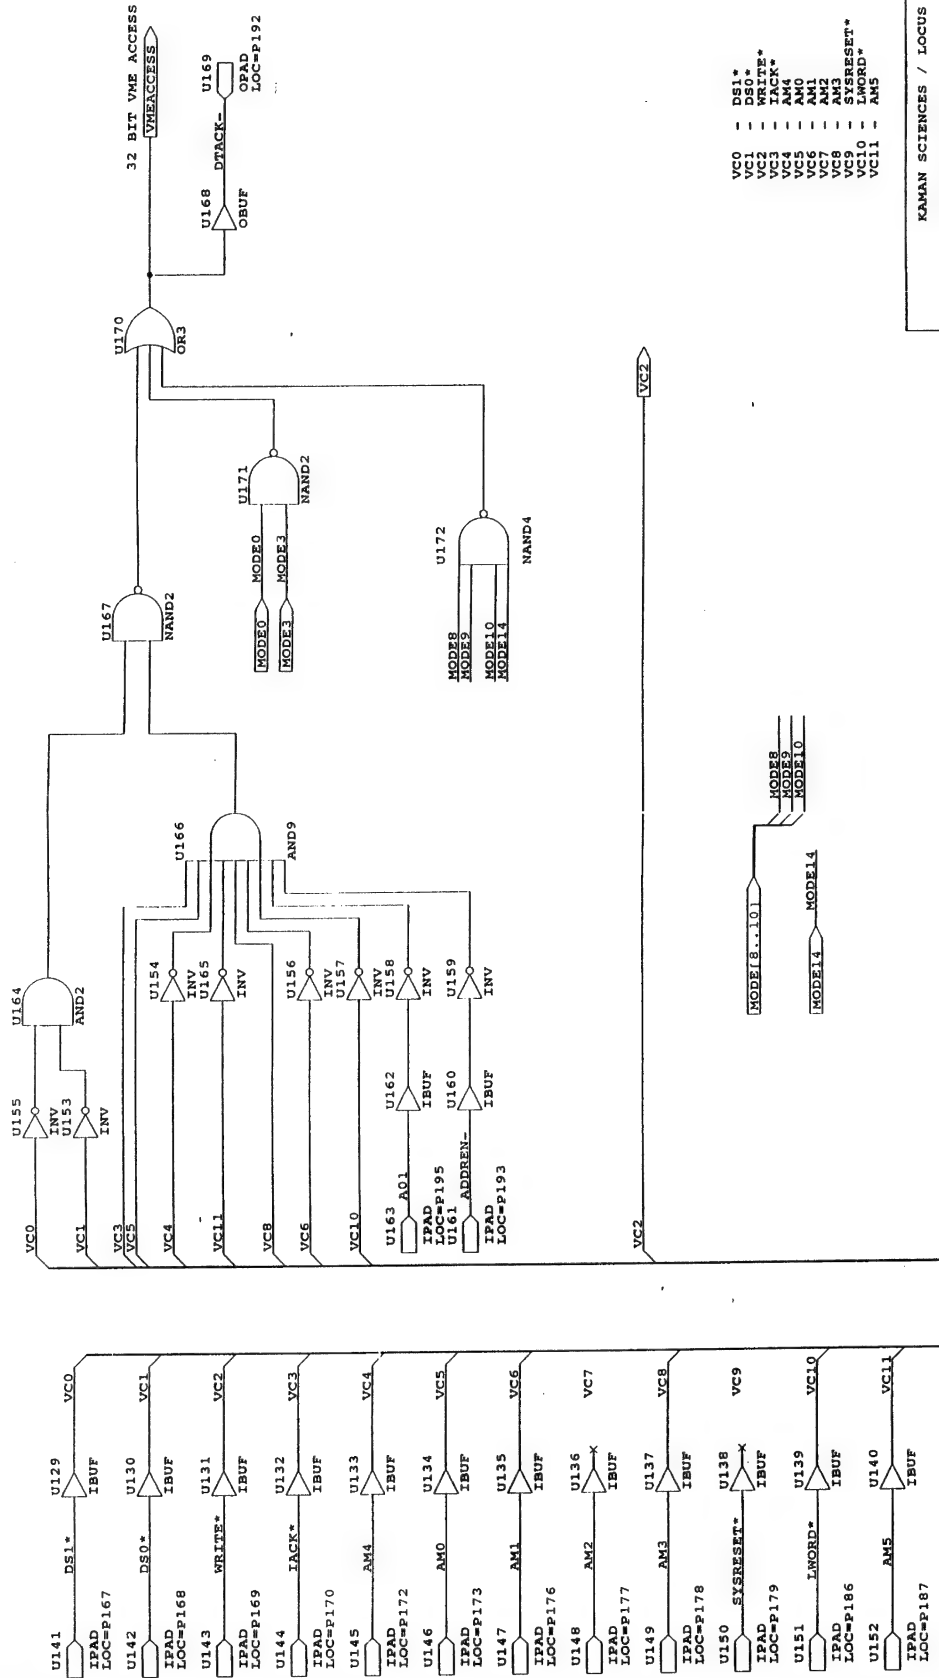 U141
IPAD
LOC=P167
DS1*
U129
IBUF
VC0
U142
IPAD
LOC=P168
DS0*
U130
IBUF
VC1
U143
IPAD
LOC=P169
WRITE*
U131
IBUF
VC2
U144
IPAD
LOC=P170
IACK*
U132
IBUF
VC3
U145
IPAD
LOC=P172
AM4
U133
IBUF
VC4
U146
IPAD
LOC=P173
AM0
U134
IBUF
VC5
U147
IPAD
LOC=P176
AM1
U135
IBUF
VC6
U148
IPAD
LOC=P177
AM2
U136
IBUF
VC7
U149
IPAD
LOC=P178
AM3
U137
IBUF
VC8
U150
IPAD
LOC=P179
SYSRESET*
U138
IBUF
VC9
U151
IPAD
LOC=P186
LWORD*
U139
IBUF
VC10
U152
IPAD
LOC=P187
AM5
U140
IBUF
VC11
VC0
U155
INV
VC1
U153
INV
U164
AND2
VC3
VC5
VC4
U154
INV
VC11
U165
INV
VC8
VC6
U156
INV
VC10
U157
INV
U163
IPAD
LOC=P195
A01
U162
IBUF
U158
INV
U161
IPAD
LOC=P193
ADDREN-
U160
IBUF
U159
INV
U166
AND9
U167
NAND2
MODE0
MODE0
MODE3
MODE3
U171
NAND2
MODE8
MODE9
MODE10
MODE14
U172
NAND4
U170
OR3
32 BIT VME ACCESS
VMEACCESS
U168
OBUF
DTACK-
U169
OPAD
LOC=P192
VC2
VC2
MODE[8..10]
MODE8
MODE9
MODE10
MODE14
MODE14
VC0 - DS1*
VC1 - DS0*
VC2 - WRITE*
VC3 - IACK*
VC4 - AM4
VC5 - AM0
VC6 - AM1
VC7 - AM2
VC8 - AM3
VC9 - SYSRESET*
VC10 - LWORD*
VC11 - AM5
KAMAN SCIENCES / LOCUS